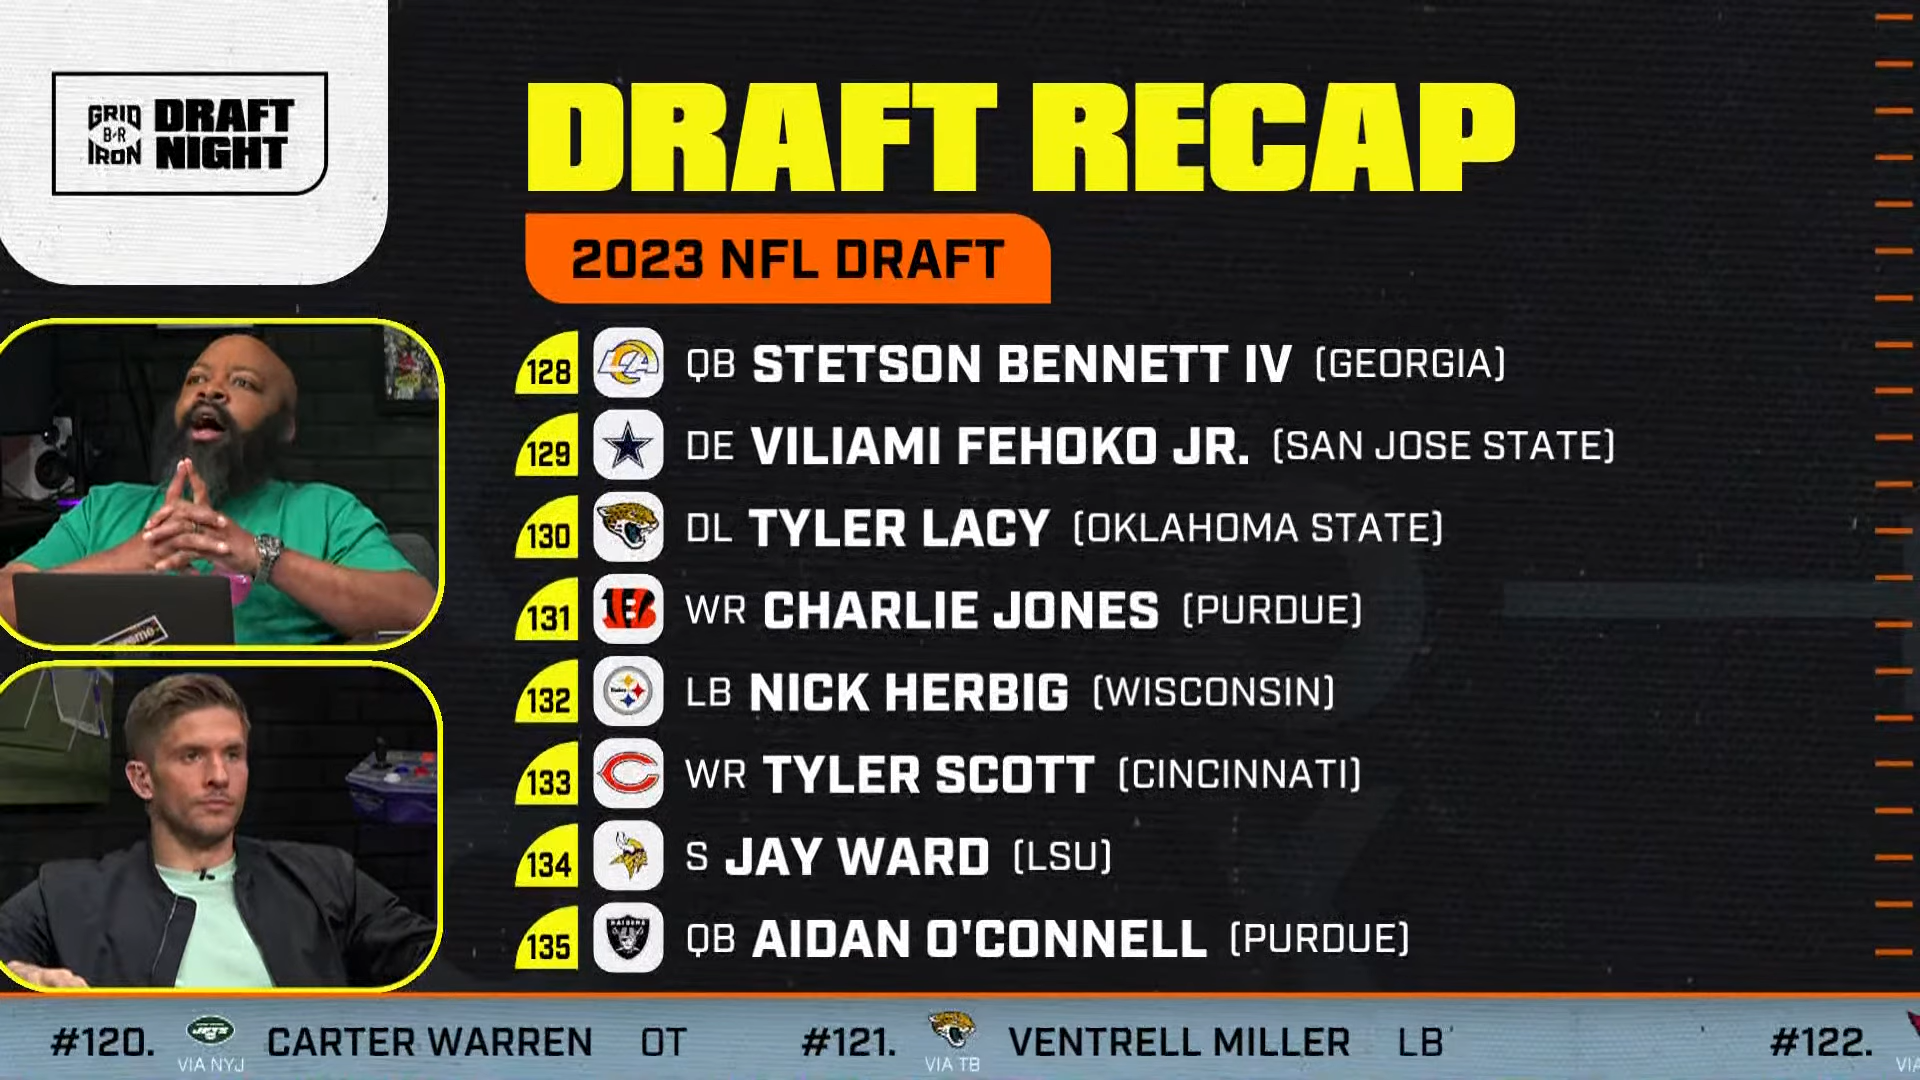 GRID
B·R
IRON
DRAFT
NIGHT
DRAFT RECAP
2023 NFL DRAFT
128 QB STETSON BENNETT IV (GEORGIA)
129 DE VILIAMI FEHOKO JR. (SAN JOSE STATE)
130 DL TYLER LACY (OKLAHOMA STATE)
131 WR CHARLIE JONES (PURDUE)
132 LB NICK HERBIG (WISCONSIN)
133 WR TYLER SCOTT (CINCINNATI)
134 S JAY WARD (LSU)
135 QB AIDAN O'CONNELL (PURDUE)
#120. JETS VIA NYJ CARTER WARREN OT #121. VIA TB VENTRELL MILLER LB #122.